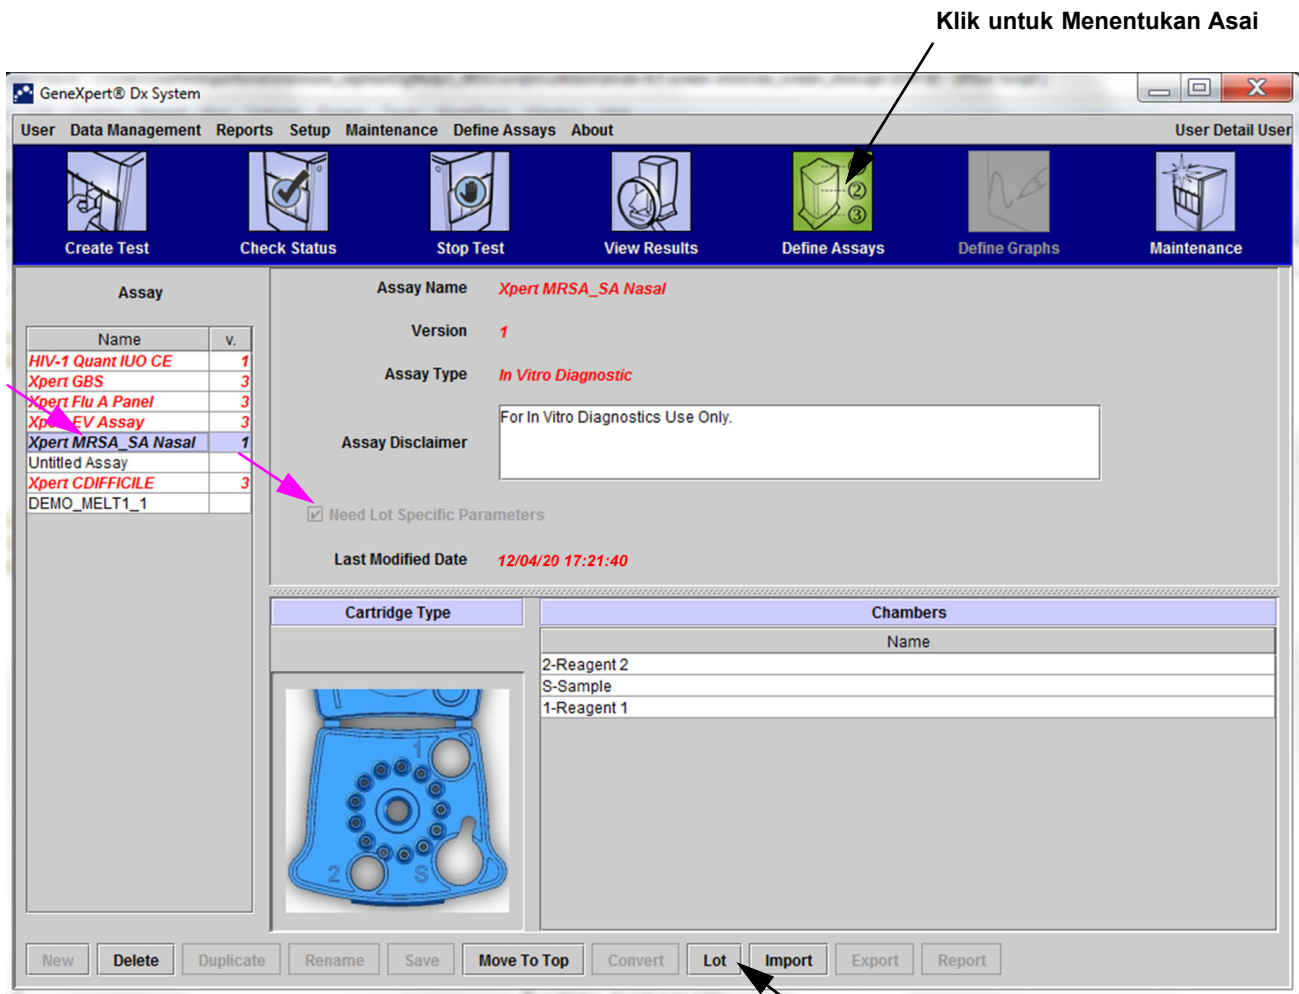 Klik untuk Menentukan Asai
GeneXpert® Dx System
User Data Management Reports Setup Maintenance Define Assays About User Detail User
Create Test Check Status Stop Test View Results Define Assays Define Graphs Maintenance
Assay
Name v.
HIV-1 Quant IUO CE 1
Xpert GBS 3
Xpert Flu A Panel 3
EV Assay 3
Xpert MRSA_SA Nasal 1
Untitled Assay
Xpert CDIFFICILE 3
DEMO_MELT1_1
Assay Name Xpert MRSA_SA Nasal
Version 1
Assay Type In Vitro Diagnostic
Assay Disclaimer For In Vitro Diagnostics Use Only.
Need Lot Specific Parameters
Last Modified Date 12/04/20 17:21:40
Cartridge Type
1
2 S
Chambers
Name
2-Reagent 2
S-Sample
1-Reagent 1
New Delete Duplicate Rename Save Move To Top Convert Lot Import Export Report